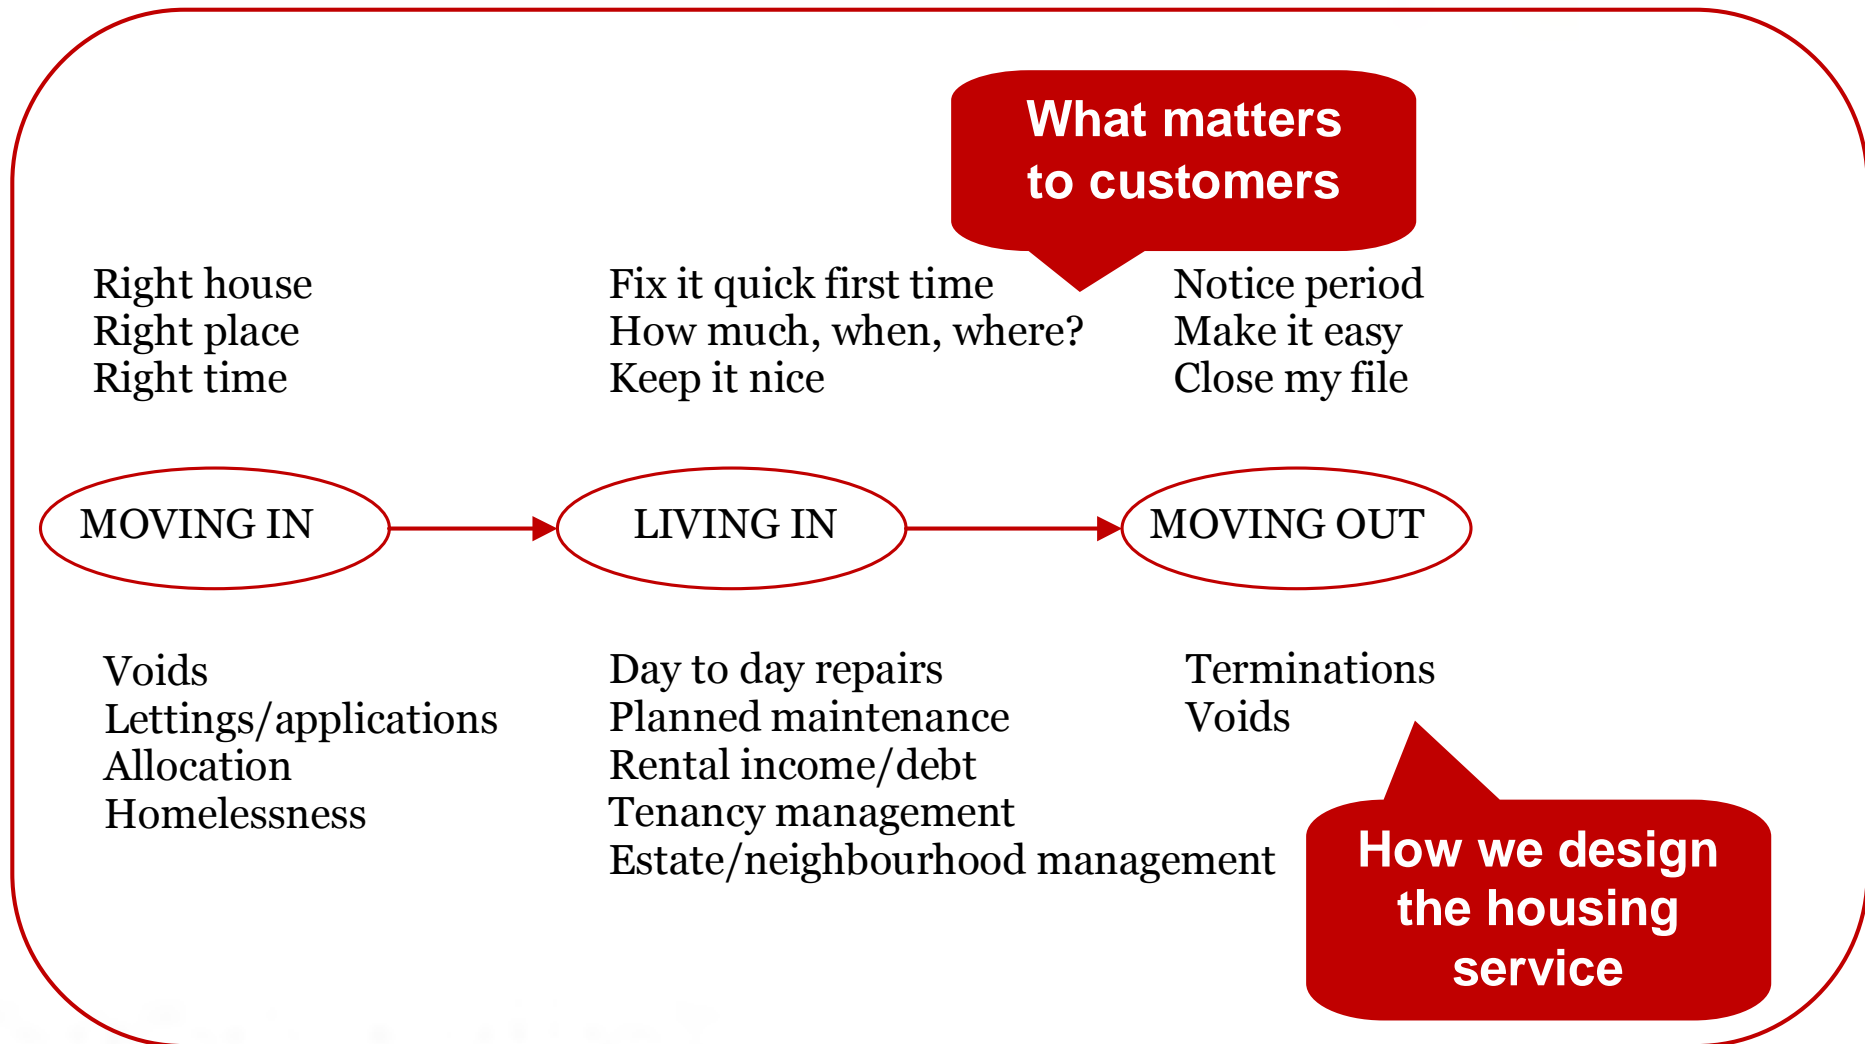 What matters
to customers
Right house
Right place
Right time
Fix it quick first time
How much, when, where?
Keep it nice
Notice period
Make it easy
Close my file
MOVING IN
LIVING IN
MOVING OUT
Voids
Lettings/applications
Allocation
Homelessness
Day to day repairs
Planned maintenance
Rental income/debt
Tenancy management
Estate/neighbourhood management
Terminations
Voids
How we design
the housing
service